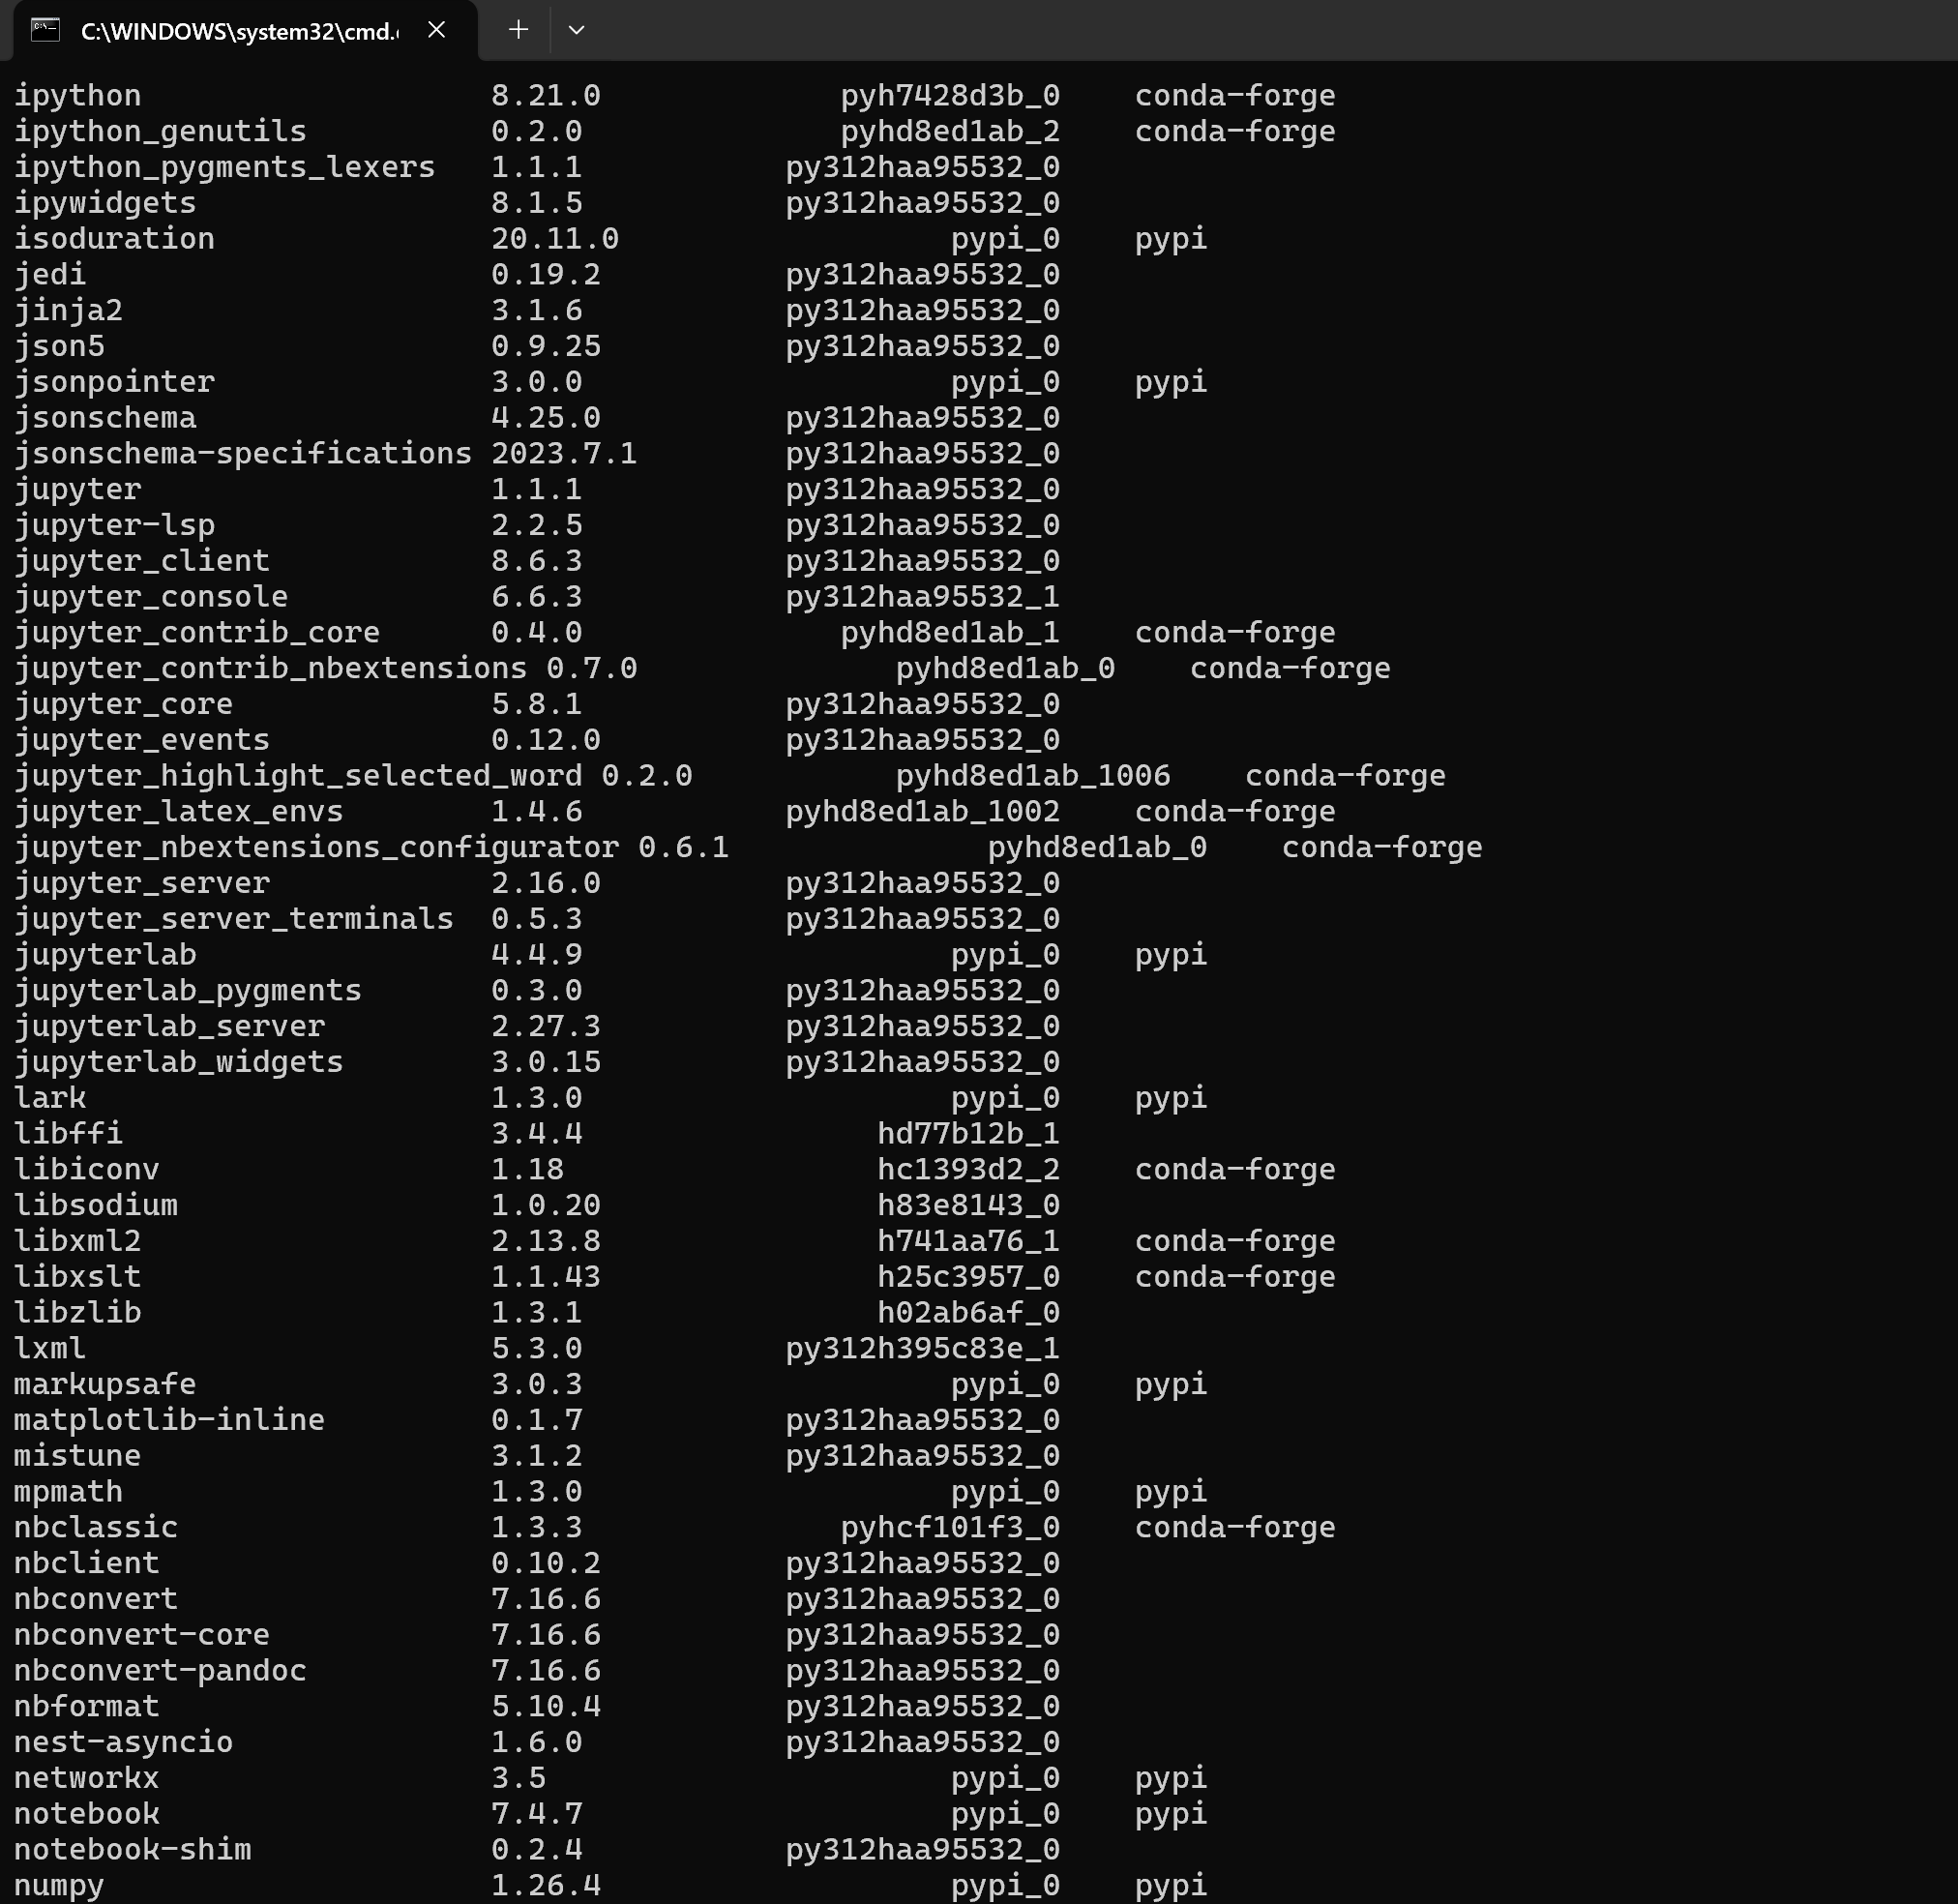 C:\WINDOWS\system32\cmd.
ipython 8.21.0 pyh7428d3b_0 conda-forge
ipython_genutils 0.2.0 pyhd8ed1ab_2 conda-forge
ipython_pygments_lexers 1.1.1 py312haa95532_0
ipywidgets 8.1.5 py312haa95532_0
isoduration 20.11.0 pypi_0 pypi
jedi 0.19.2 py312haa95532_0
jinja2 3.1.6 py312haa95532_0
json5 0.9.25 py312haa95532_0
jsonpointer 3.0.0 pypi_0 pypi
jsonschema 4.25.0 py312haa95532_0
jsonschema-specifications 2023.7.1 py312haa95532_0
jupyter 1.1.1 py312haa95532_0
jupyter-lsp 2.2.5 py312haa95532_0
jupyter_client 8.6.3 py312haa95532_0
jupyter_console 6.6.3 py312haa95532_1
jupyter_contrib_core 0.4.0 pyhd8ed1ab_1 conda-forge
jupyter_contrib_nbextensions 0.7.0 pyhd8ed1ab_0 conda-forge
jupyter_core 5.8.1 py312haa95532_0
jupyter_events 0.12.0 py312haa95532_0
jupyter_highlight_selected_word 0.2.0 pyhd8ed1ab_1006 conda-forge
jupyter_latex_envs 1.4.6 pyhd8ed1ab_1002 conda-forge
jupyter_nbextensions_configurator 0.6.1 pyhd8ed1ab_0 conda-forge
jupyter_server 2.16.0 py312haa95532_0
jupyter_server_terminals 0.5.3 py312haa95532_0
jupyterlab 4.4.9 pypi_0 pypi
jupyterlab_pygments 0.3.0 py312haa95532_0
jupyterlab_server 2.27.3 py312haa95532_0
jupyterlab_widgets 3.0.15 py312haa95532_0
lark 1.3.0 pypi_0 pypi
libffi 3.4.4 hd77b12b_1
libiconv 1.18 hc1393d2_2 conda-forge
libsodium 1.0.20 h83e8143_0
libxml2 2.13.8 h741aa76_1 conda-forge
libxslt 1.1.43 h25c3957_0 conda-forge
libzlib 1.3.1 h02ab6af_0
lxml 5.3.0 py312h395c83e_1
markupsafe 3.0.3 pypi_0 pypi
matplotlib-inline 0.1.7 py312haa95532_0
mistune 3.1.2 py312haa95532_0
mpmath 1.3.0 pypi_0 pypi
nbclassic 1.3.3 pyhcf101f3_0 conda-forge
nbclient 0.10.2 py312haa95532_0
nbconvert 7.16.6 py312haa95532_0
nbconvert-core 7.16.6 py312haa95532_0
nbconvert-pandoc 7.16.6 py312haa95532_0
nbformat 5.10.4 py312haa95532_0
nest-asyncio 1.6.0 py312haa95532_0
networkx 3.5 pypi_0 pypi
notebook 7.4.7 pypi_0 pypi
notebook-shim 0.2.4 py312haa95532_0
numpy 1.26.4 pypi_0 pypi